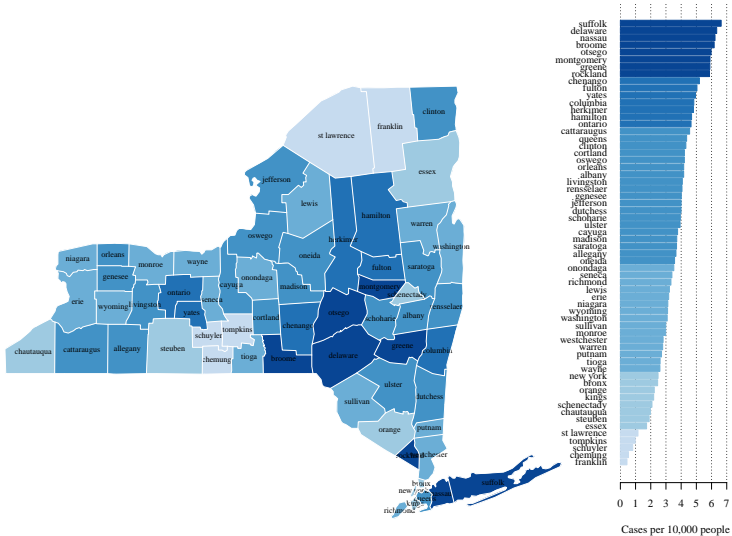 clinton
franklin
st lawrence
essex
jefferson
lewis
hamilton
warren
oswego
herkimer
washington
oneida
orleans
niagara
monroe
wayne
fulton
saratoga
genesee
onondaga
cayuga
madison
montgomery
schenectady
ontario
seneca
erie
wyoming
livingston
yates
cortland
chenango
otsego
schoharie
albany
rensselaer
tompkins
schuyler
chautauqua
cattaraugus
allegany
steuben
chemung
tioga
broome
delaware
greene
columbia
ulster
sullivan
dutchess
orange
putnam
bronx
suffolk
queens
richmond
suffolk
delaware
nassau
broome
otsego
montgomery
greene
rockland
chenango
fulton
yates
columbia
herkimer
hamilton
ontario
cattaraugus
queens
clinton
cortland
oswego
orleans
albany
livingston
rensselaer
genesee
jefferson
dutchess
schoharie
ulster
cayuga
madison
saratoga
allegany
oneida
onondaga
seneca
richmond
lewis
erie
niagara
wyoming
washington
sullivan
monroe
westchester
warren
putnam
tioga
wayne
new york
bronx
orange
kings
schenectady
chautauqua
steuben
essex
st lawrence
tompkins
schuyler
chemung
franklin
0 1 2 3 4 5 6 7
Cases per 10,000 people